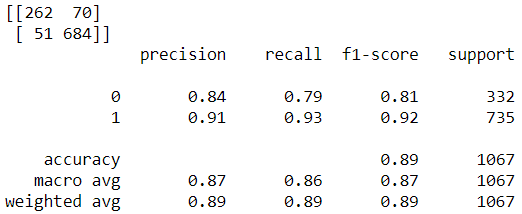 [[262  70]
 [ 51 684]]
              precision    recall  f1-score   support

           0       0.84      0.79      0.81       332
           1       0.91      0.93      0.92       735

    accuracy                           0.89      1067
   macro avg       0.87      0.86      0.87      1067
weighted avg       0.89      0.89      0.89      1067